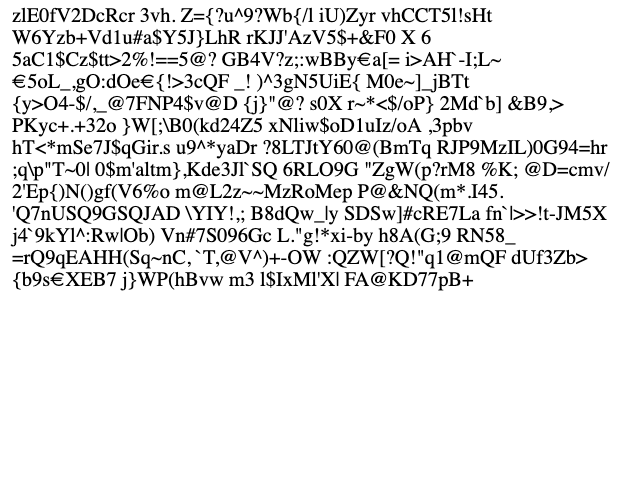 zlE0fV2DcRcr 3vh. Z={?u^9?Wb{/l iU)Zyr vhCCT5l!sHt
W6Yzb+Vd1u#a$Y5J}LhR rKJJ'AzV5$+&F0 X 6
5aC1$Cz$tt>2%!==5@? GB4V?z;:wBBy€a[= i>AH`-I;L~
€5oL_,gO:dOe€{!>3cQF _! )^3gN5UiE{ M0e~]_jBTt
{y>O4-$/,_@7FNP4$v@D {j}"@? s0X r~*<$/oP} 2Md`b] &B9,>
PKyc+.+32o }W[;\B0(kd24Z5 xNliw$oD1uIz/oA ,3pbv
hT<*mSe7J$qGir.s u9^*yaDr ?8LTJtY60@(BmTq RJP9MzIL)0G94=hr
;q\p"T~0| 0$m'altm},Kde3Jl`SQ 6RLO9G "ZgW(p?rM8 %K; @D=cmv/
2'Ep{)N()gf(V6%o m@L2z~~MzRoMep P@&NQ(m*.I45.
'Q7nUSQ9GSQJAD \YIY!,; B8dQw_|y SDSw]#cRE7La fn`|>>!t-JM5X
j4`9kYl^:Rw|Ob) Vn#7S096Gc L."g!*xi-by h8A(G;9 RN58_
=rQ9qEAHH(Sq~nC,`T,@V^)+-OW :QZW[?Q!"q1@mQF dUf3Zb>
{b9s€XEB7 j}WP(hBvw m3 l$IxMl'X| FA@KD77pB+